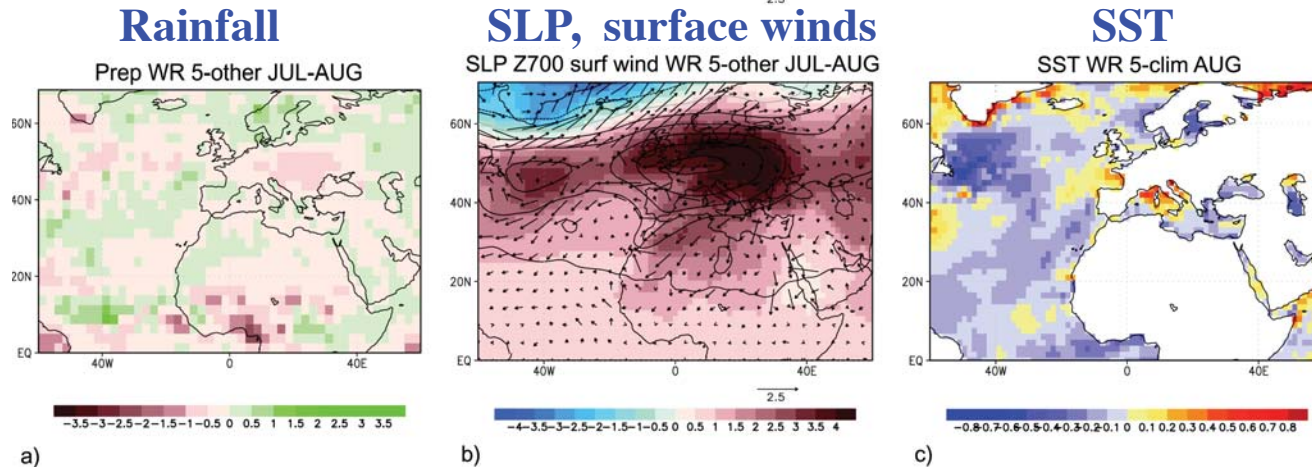 2.5
Rainfall
SLP, surface winds
SST
Prep WR 5-other JUL-AUG
SLP Z700 surf wind WR 5-other JUL-AUG
SST WR 5-clim AUG
60N
40N
20N
EQ
40W
0
40E
60N
40N
20N
EQ
40W
0
40E
60N
40N
20N
EQ
40W
0
40E
2.5
-3.5-3-2.5-2-1.5-1-0.5 0 0.5 1 1.5 2 2.5 3 3.5
-4-3.5-3-2.5-2-1.5-1-0.5 0 0.5 1 1.5 2 2.5 3 3.5 4
-0.8-0.7-0.6-0.5-0.4-0.3-0.2-0.1 0 0.1 0.2 0.3 0.4 0.5 0.6 0.7 0.8
a)
b)
c)